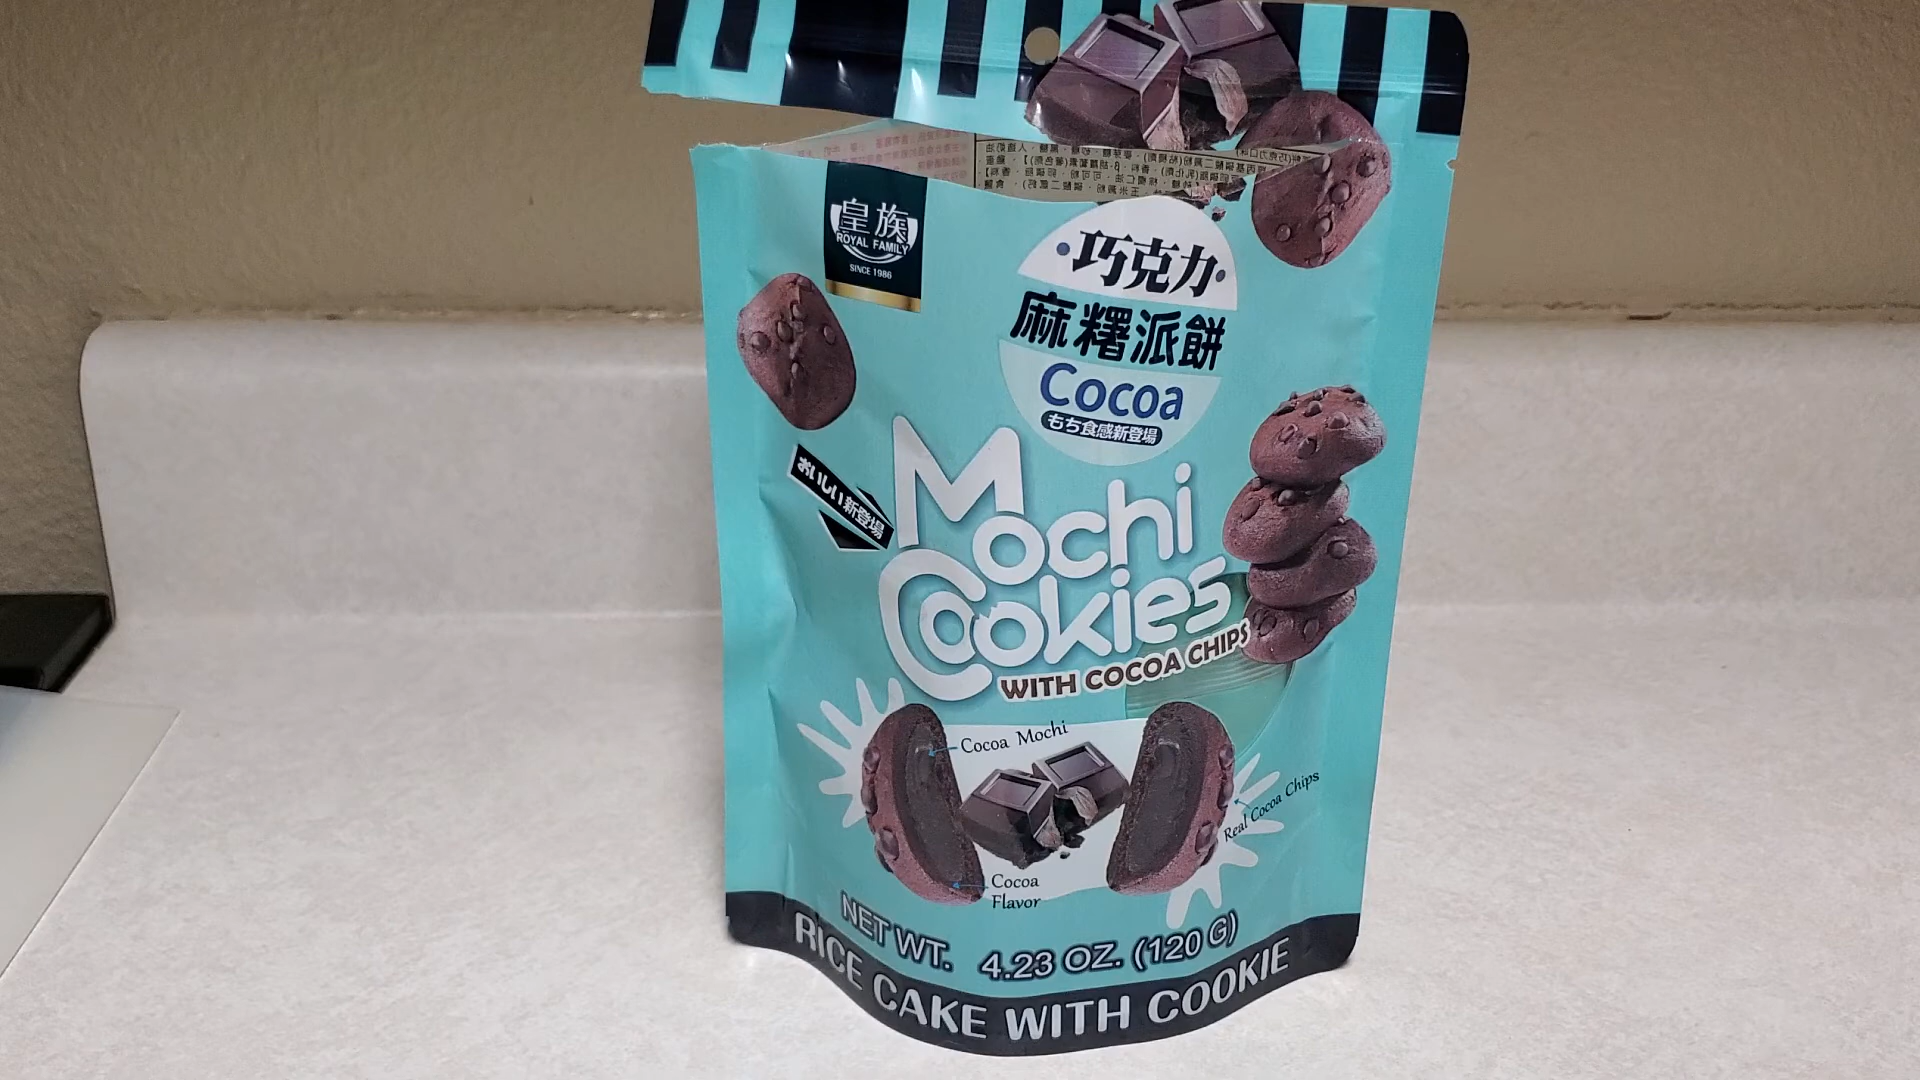 皇族
ROYAL FAMILY
SINCE 1986
巧克力
麻糬派餅
Cocoa
もち食感新登場
おいしい新登場
Mochi
Cookies
WITH COCOA CHIPS
Cocoa Mochi
Real Cocoa Chips
Cocoa
Flavor
NET WT. 4.23 OZ. (120 G)
RICE CAKE WITH COOKIE